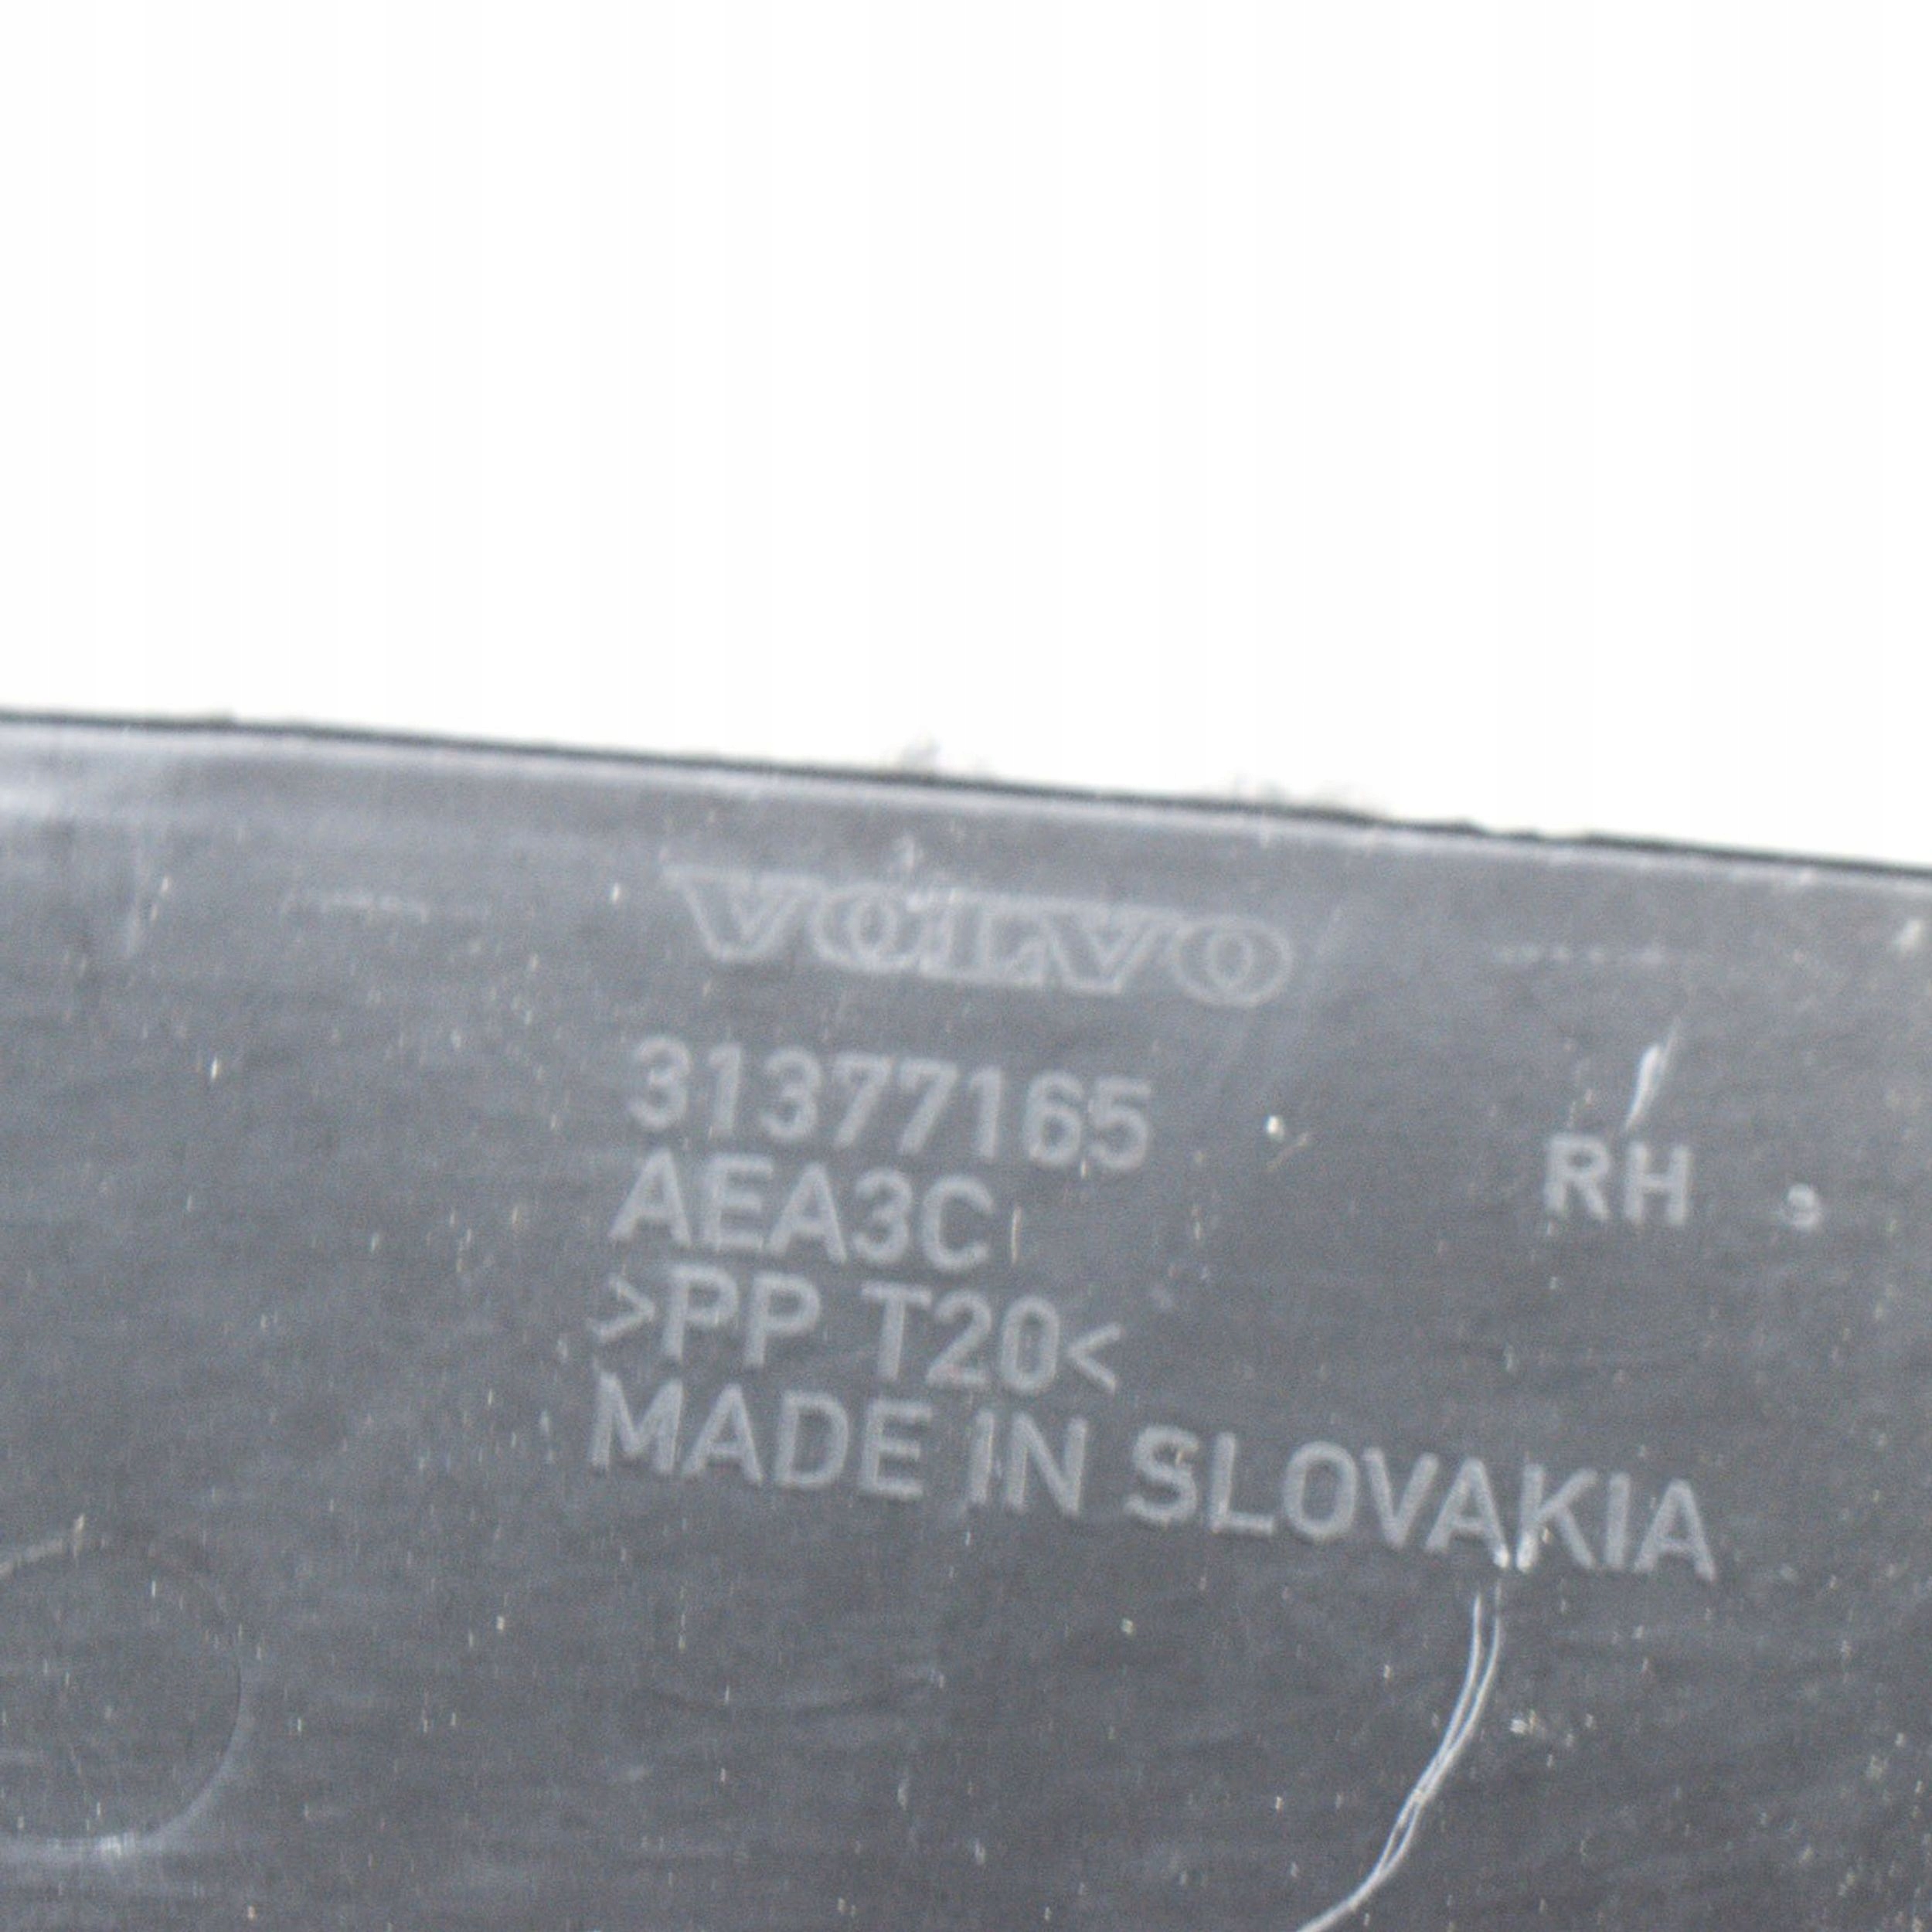 VOLVO
31377165
RH
AEA3C
>PP T20<
MADE IN SLOVAKIA